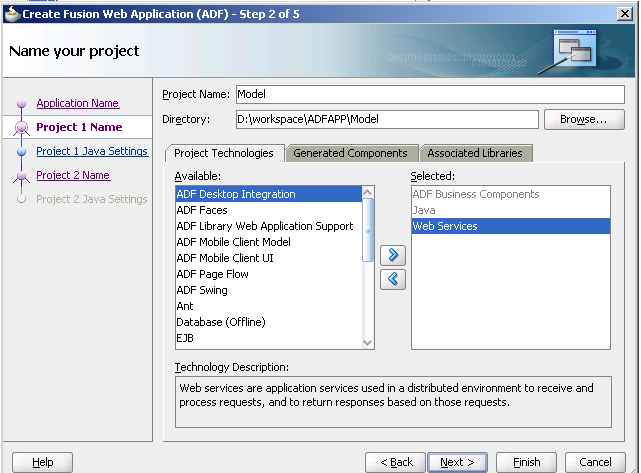 Create Fusion Web Application (ADF) - Step 2 of 5
Name your project
Application Name
Project 1 Name
Project 1 Java Settings
Project 2 Name
Project 2 Java Settings
Project Name: Model
Directory: D:\workspace\ADFAPP\Model Browse...
Project Technologies Generated Components Associated Libraries
Available: Selected:
ADF Desktop Integration ADF Business Components
ADF Faces Java
ADF Library Web Application Support Web Services
ADF Mobile Client Model
ADF Mobile Client UI
ADF Page Flow
ADF Swing
Ant
Database (Offline)
EJB
Technology Description:
Web services are application services used in a distributed environment to receive and
process requests, and to return responses based on those requests.
Help < Back Next > Finish Cancel